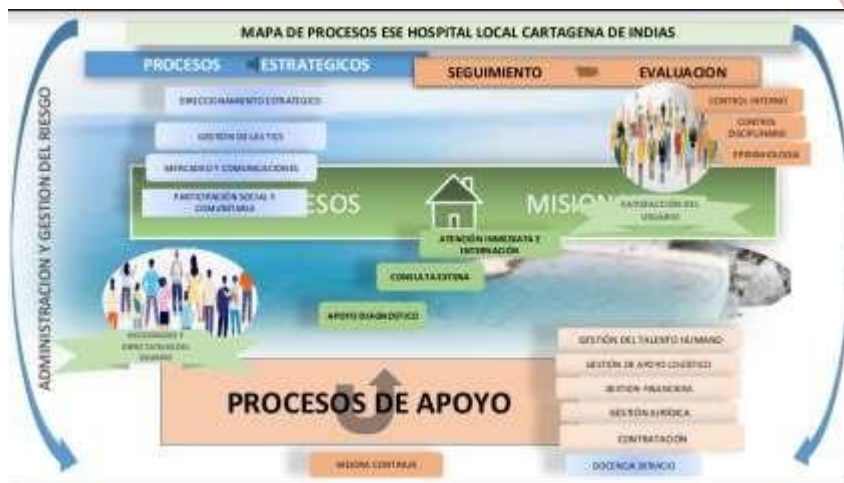 MAPA DE PROCESOS ESE HOSPITAL LOCAL CARTAGENA DE INDIAS
PROCESOS ESTRATEGICOS
SEGUIMIENTO EVALUACION
ADMINISTRACION Y GESTIÓN DEL RIESGO
DIRECCIONAMIENTO ESTRATEGICO
GESTIÓN DE LAS TICS
MERCADEO Y COMUNICACIONES
PARTICIPACIÓN SOCIAL Y
COMUNITARIA
CONTROL INTERNO
CONTROL
DISCIPLINARIO
EPIDEMIOLOGIA
ESOS MISION
SATISFACCIÓN DEL
USUARIO
ATENCIÓN INMEDIATA E
INTERNACIÓN
CONSULTA EXTERNA
APOYO DIAGNOSTICO
NECESIDADES Y
EXPECTATIVAS DEL
USUARIO
GESTIÓN DEL TALENTO HUMANO
GESTIÓN DE APOYO LOGÍSTICO
GESTION FINANCIERA
GESTIÓN JURÍDICA
CONTRATACIÓN
PROCESOS DE APOYO
MEJORA CONTINUA
DOCENCIA SERVICIO